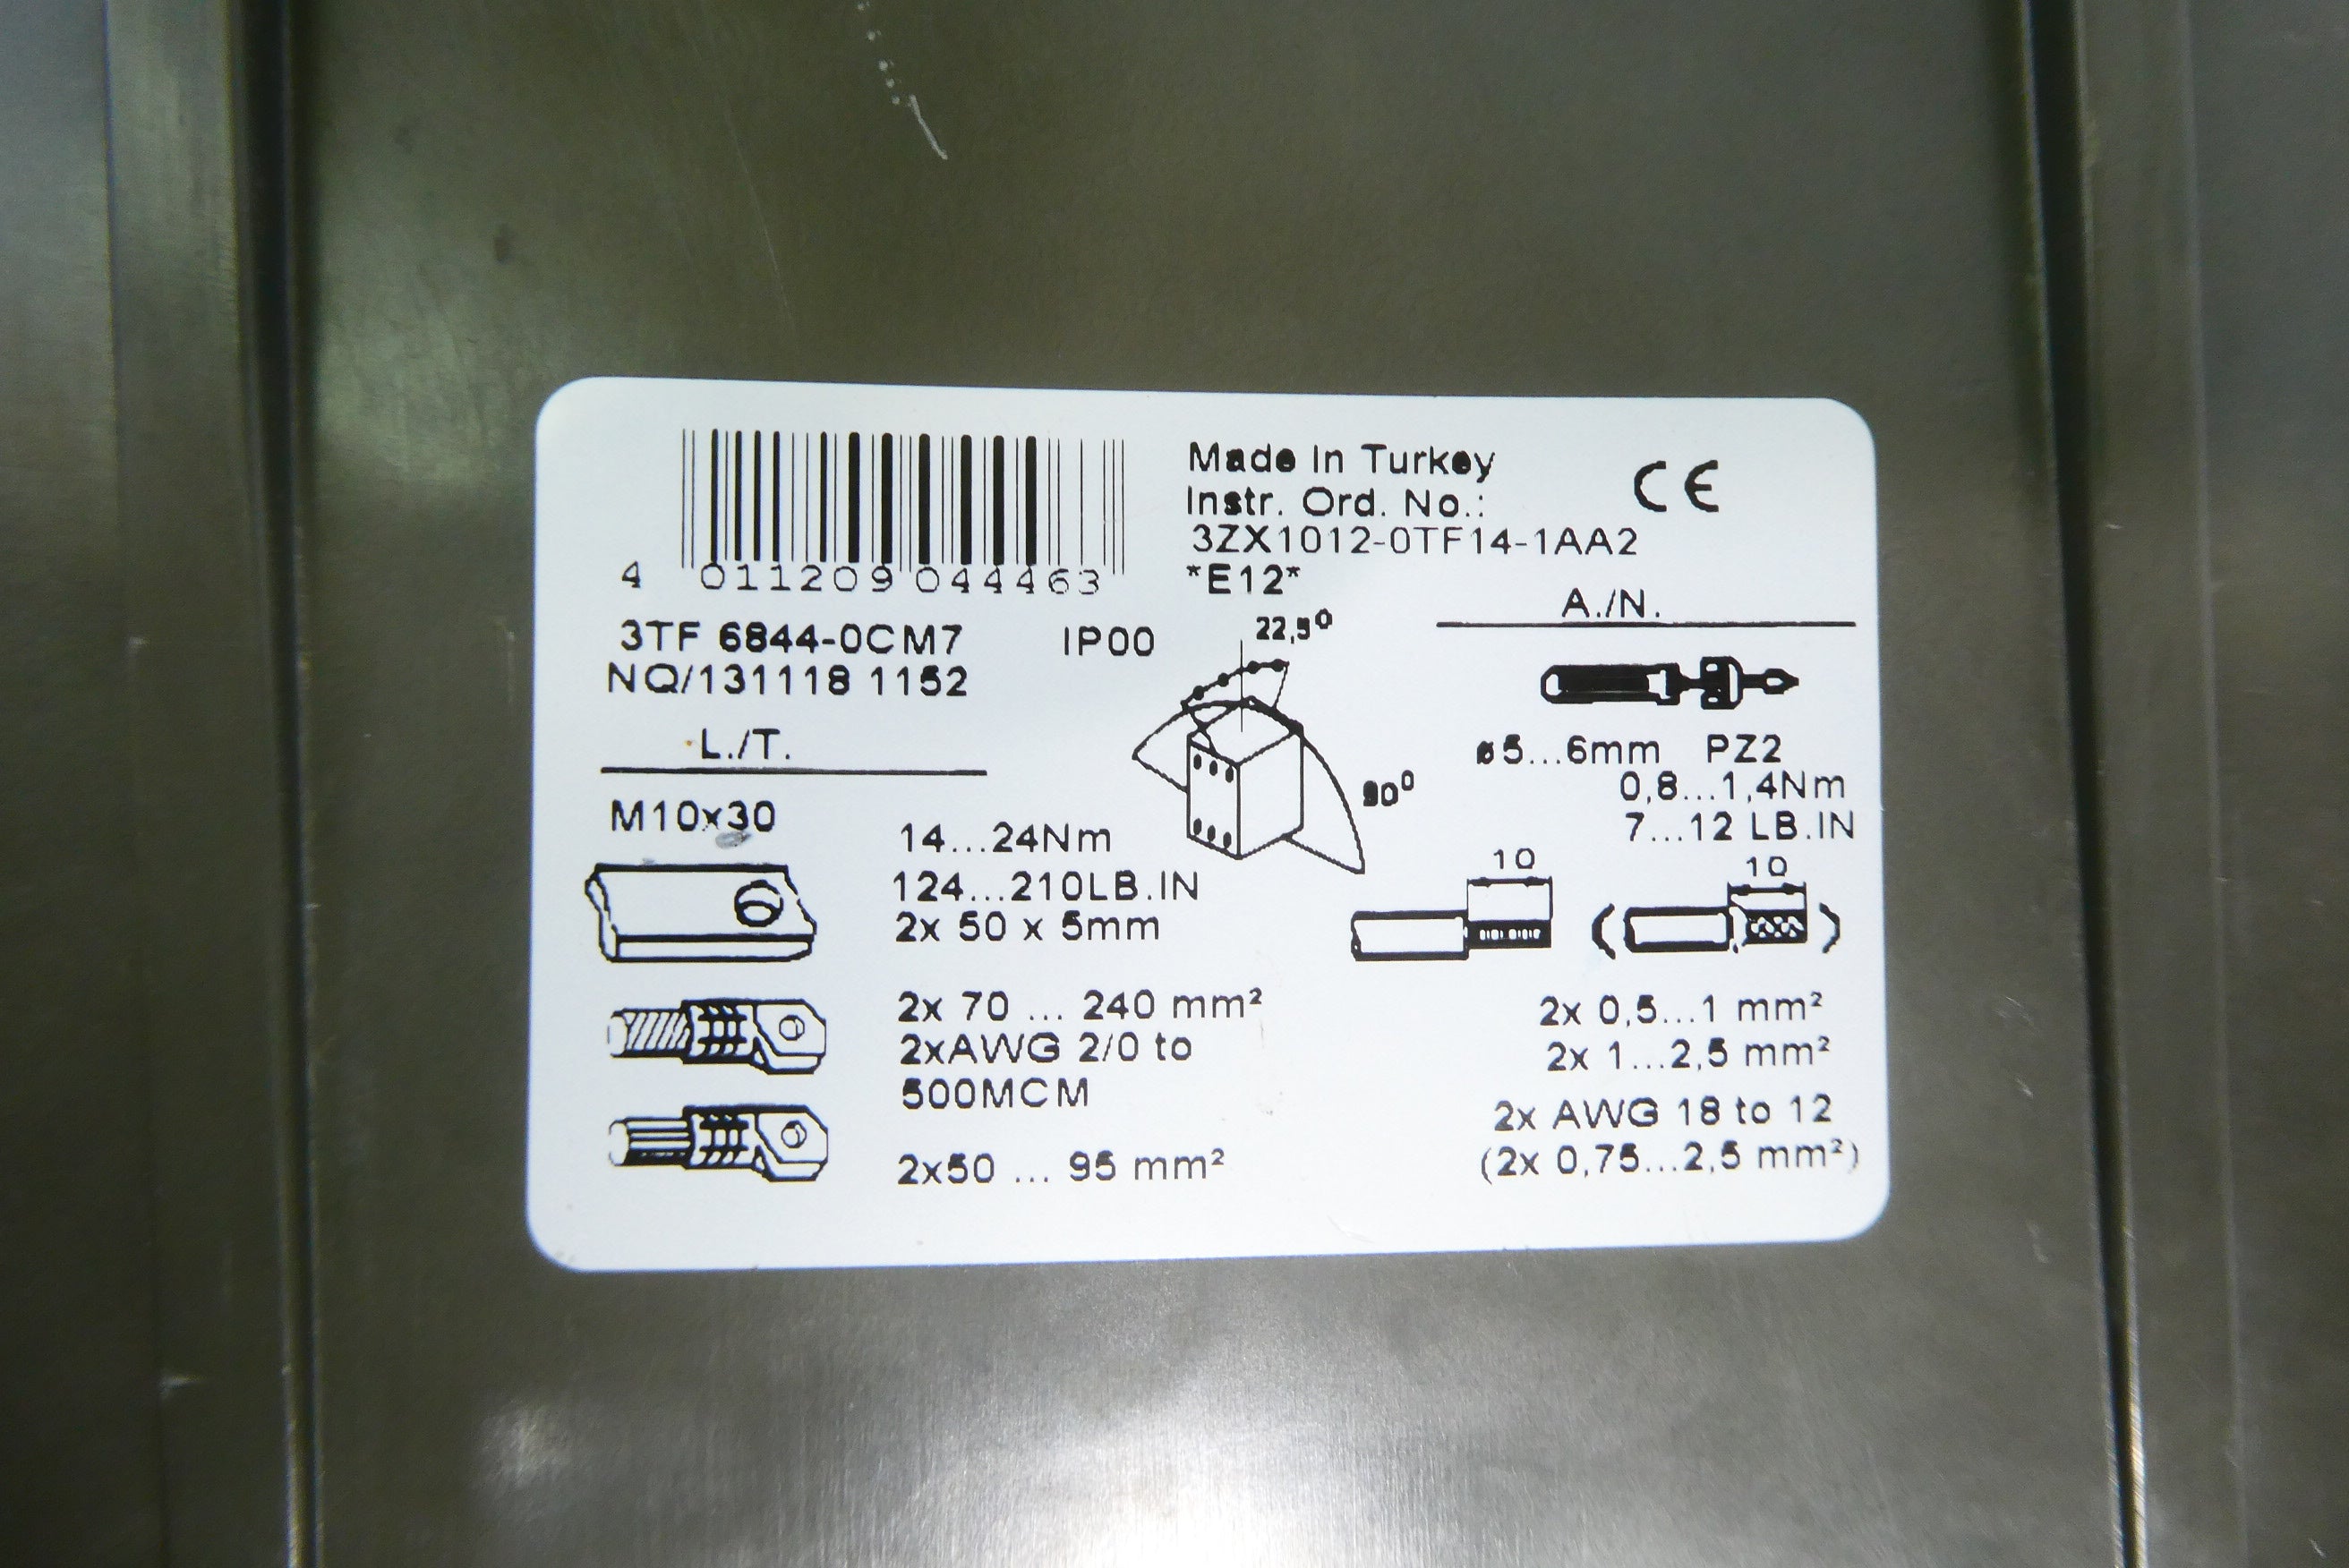 Made in Turkey
Instr. Ord. No.:
3ZX1012-0TF14-1AA2
*E12*
CE
4 011209 044463
3TF 6844-0CM7 IP00
NQ/131118 1152
22,5°
90°
L./T.
M10x30
14...24Nm
124...210LB.IN
2x 50 x 5mm
2x 70 ... 240 mm²
2xAWG 2/0 to
500MCM
2x50 ... 95 mm²
A./N.
ø5...6mm PZ2
0,8...1,4Nm
7...12 LB.IN
10
( 10 )
2x 0,5...1 mm²
2x 1...2,5 mm²
2x AWG 18 to 12
(2x 0,75...2,5 mm²)